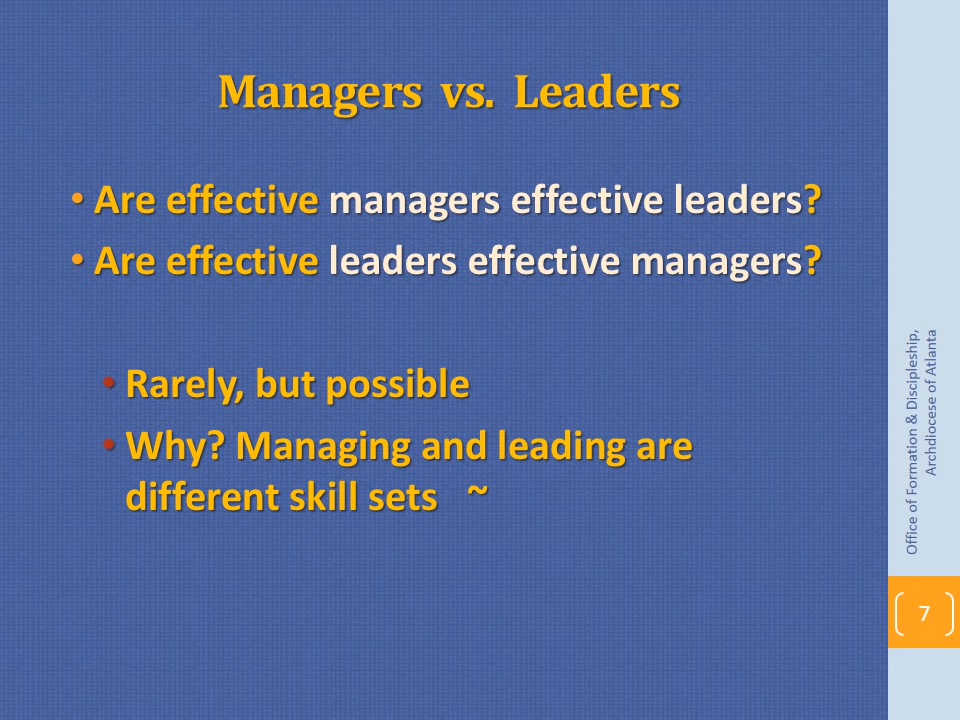 Managers vs. Leaders
• Are effective managers effective leaders?
• Are effective leaders effective managers?
• Rarely, but possible
• Why? Managing and leading are
different skill sets ~
Office of Formation & Discipleship,
Archdiocese of Atlanta
7